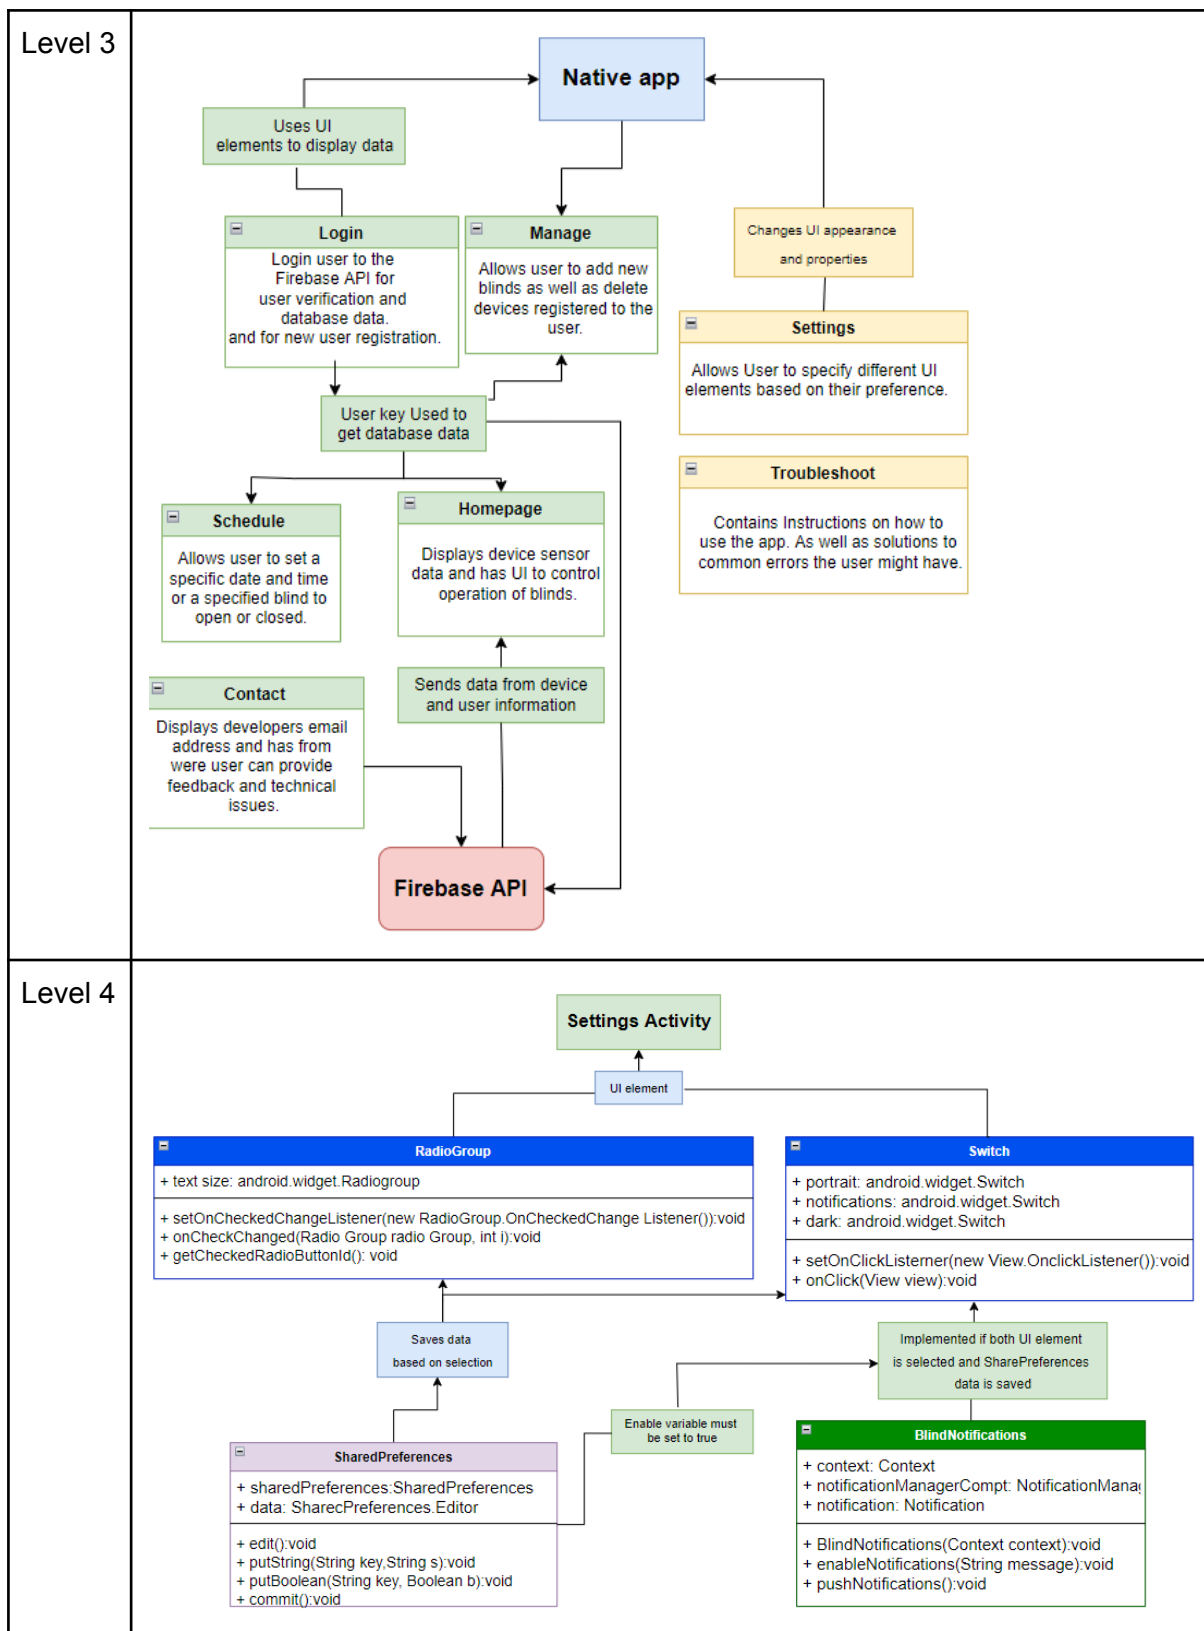 Level 3
Native app
Uses UI
elements to display data
Login
Login user to the
Firebase API for
user verification and
database data.
and for new user registration.
Manage
Allows user to add new
blinds as well as delete
devices registered to the
user.
Changes UI appearance
and properties
Settings
Allows User to specify different UI
elements based on their preference.
User key Used to
get database data
Troubleshoot
Contains Instructions on how to
use the app. As well as solutions to
common errors the user might have.
Schedule
Allows user to set a
specific date and time
or a specified blind to
open or closed.
Homepage
Displays device sensor
data and has UI to control
operation of blinds.
Sends data from device
and user information
Contact
Displays developers email
address and has from
were user can provide
feedback and technical
issues.
Firebase API
Level 4
Settings Activity
UI element
RadioGroup
+ text size: android.widget.Radiogroup
+ setOnCheckedChangeListener(new RadioGroup.OnCheckedChange Listener()):void
+ onCheckChanged(Radio Group radio Group, int i):void
+ getCheckedRadioButtonId(): void
Switch
+ portrait: android.widget.Switch
+ notifications: android.widget.Switch
+ dark: android.widget.Switch
+ setOnClickListerner(new View.OnclickListener()):void
+ onClick(View view):void
Saves data
based on selection
Implemented if both UI element
is selected and SharePreferences
data is saved
Enable variable must
be set to true
SharedPreferences
+ sharedPreferences:SharedPreferences
+ data: SharecPreferences.Editor
+ edit():void
+ putString(String key,String s):void
+ putBoolean(String key, Boolean b):void
+ commit():void
BlindNotifications
+ context: Context
+ notificationManagerCompt: NotificationManag
+ notification: Notification
+ BlindNotifications(Context context):void
+ enableNotifications(String message):void
+ pushNotifications():void